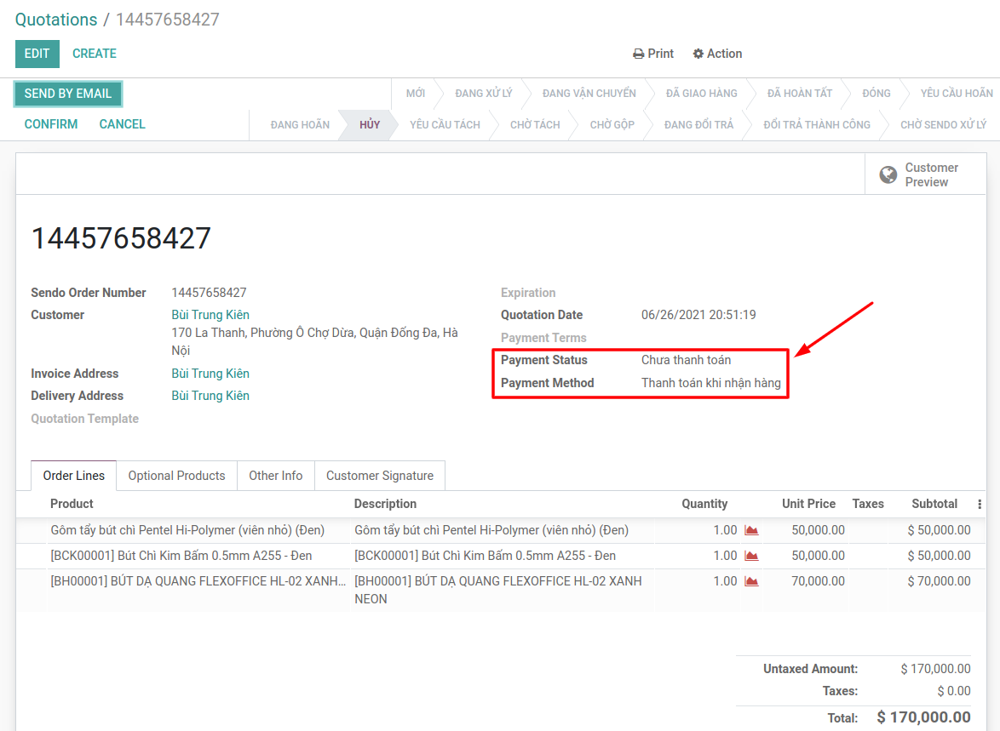 Quotations / 14457658427
EDIT CREATE Print Action
SEND BY EMAIL MỚI ĐANG XỬ LÝ ĐANG VẬN CHUYỂN ĐÃ GIAO HÀNG ĐÃ HOÀN TẤT ĐÓNG YÊU CẦU HOÃN
CONFIRM CANCEL ĐANG HOÃN HỦY YÊU CẦU TÁCH CHỜ TÁCH CHỜ GỘP ĐANG ĐỔI TRẢ ĐỔI TRẢ THÀNH CÔNG CHỜ SENDO XỬ LÝ
Customer
Preview
14457658427
Sendo Order Number 14457658427 Expiration
Customer Bùi Trung Kiên Quotation Date 06/26/2021 20:51:19
170 La Thanh, Phường Ô Chợ Dừa, Quận Đống Đa, Hà Payment Terms
Nội Payment Status Chưa thanh toán
Invoice Address Bùi Trung Kiên Payment Method Thanh toán khi nhận hàng
Delivery Address Bùi Trung Kiên
Quotation Template
Order Lines Optional Products Other Info Customer Signature
Product Description Quantity Unit Price Taxes Subtotal
Gôm tẩy bút chì Pentel Hi-Polymer (viên nhỏ) (Đen) Gôm tẩy bút chì Pentel Hi-Polymer (viên nhỏ) (Đen) 1.00 50,000.00 $ 50,000.00
[BCK00001] Bút Chì Kim Bấm 0.5mm A255 - Đen [BCK00001] Bút Chì Kim Bấm 0.5mm A255 - Đen 1.00 50,000.00 $ 50,000.00
[BH00001] BÚT DẠ QUANG FLEXOFFICE HL-02 XANH... [BH00001] BÚT DẠ QUANG FLEXOFFICE HL-02 XANH 1.00 70,000.00 $ 70,000.00
NEON
Untaxed Amount: $ 170,000.00
Taxes: $ 0.00
Total: $ 170,000.00